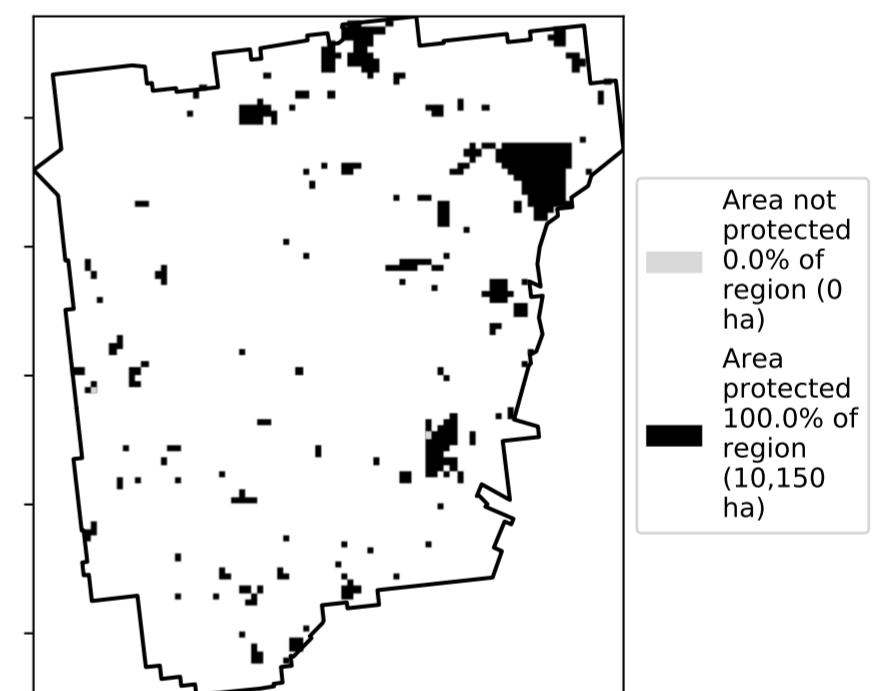 Area not
protected
0.0% of
region (0
ha)
Area
protected
100.0% of
region
(10,150
ha)